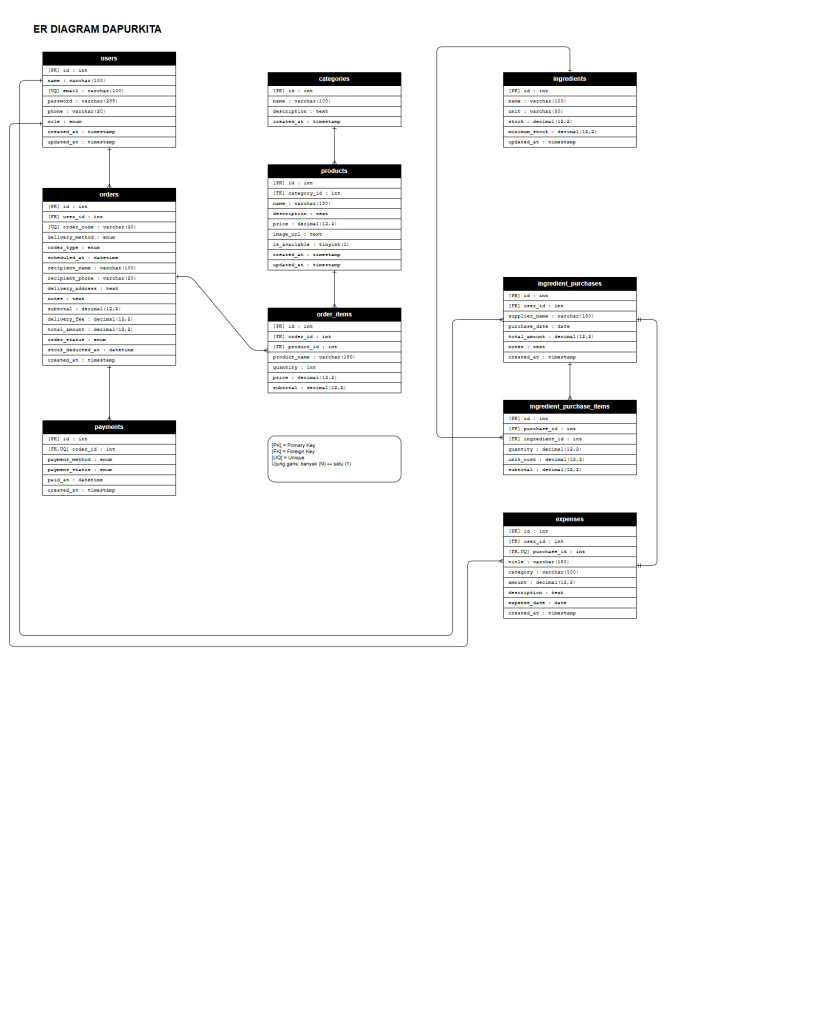 ER DIAGRAM DAPURKITA
users
[PK] id : int
name : varchar(100)
[UQ] email : varchar(100)
password : varchar(255)
phone : varchar(20)
role : enum
created_at : timestamp
updated_at : timestamp
orders
[PK] id : int
[FK] user_id : int
[UQ] order_code : varchar(30)
delivery_method : enum
order_type : enum
scheduled_at : datetime
recipient_name : varchar(100)
recipient_phone : varchar(20)
delivery_address : text
notes : text
subtotal : decimal(12,2)
delivery_fee : decimal(12,2)
total_amount : decimal(12,2)
order_status : enum
stock_deducted_at : datetime
created_at : timestamp
payments
[PK] id : int
[FK,UQ] order_id : int
payment_method : enum
payment_status : enum
paid_at : datetime
created_at : timestamp
categories
[PK] id : int
name : varchar(100)
description : text
created_at : timestamp
products
[PK] id : int
[FK] category_id : int
name : varchar(150)
description : text
price : decimal(12,2)
image_url : text
is_available : tinyint(1)
created_at : timestamp
updated_at : timestamp
order_items
[PK] id : int
[FK] order_id : int
[FK] product_id : int
product_name : varchar(150)
quantity : int
price : decimal(12,2)
subtotal : decimal(12,2)
[PK] = Primary Key
[FK] = Foreign Key
[UQ] = Unique
Ujung garis: banyak (N) — satu (1)
ingredients
[PK] id : int
name : varchar(100)
unit : varchar(30)
stock : decimal(12,2)
minimum_stock : decimal(12,2)
updated_at : timestamp
ingredient_purchases
[PK] id : int
[FK] user_id : int
supplier_name : varchar(150)
purchase_date : date
total_amount : decimal(12,2)
notes : text
created_at : timestamp
ingredient_purchase_items
[PK] id : int
[FK] purchase_id : int
[FK] ingredient_id : int
quantity : decimal(12,2)
unit_cost : decimal(12,2)
subtotal : decimal(12,2)
expenses
[PK] id : int
[FK] user_id : int
[FK,UQ] purchase_id : int
title : varchar(150)
category : varchar(100)
amount : decimal(12,2)
description : text
expense_date : date
created_at : timestamp